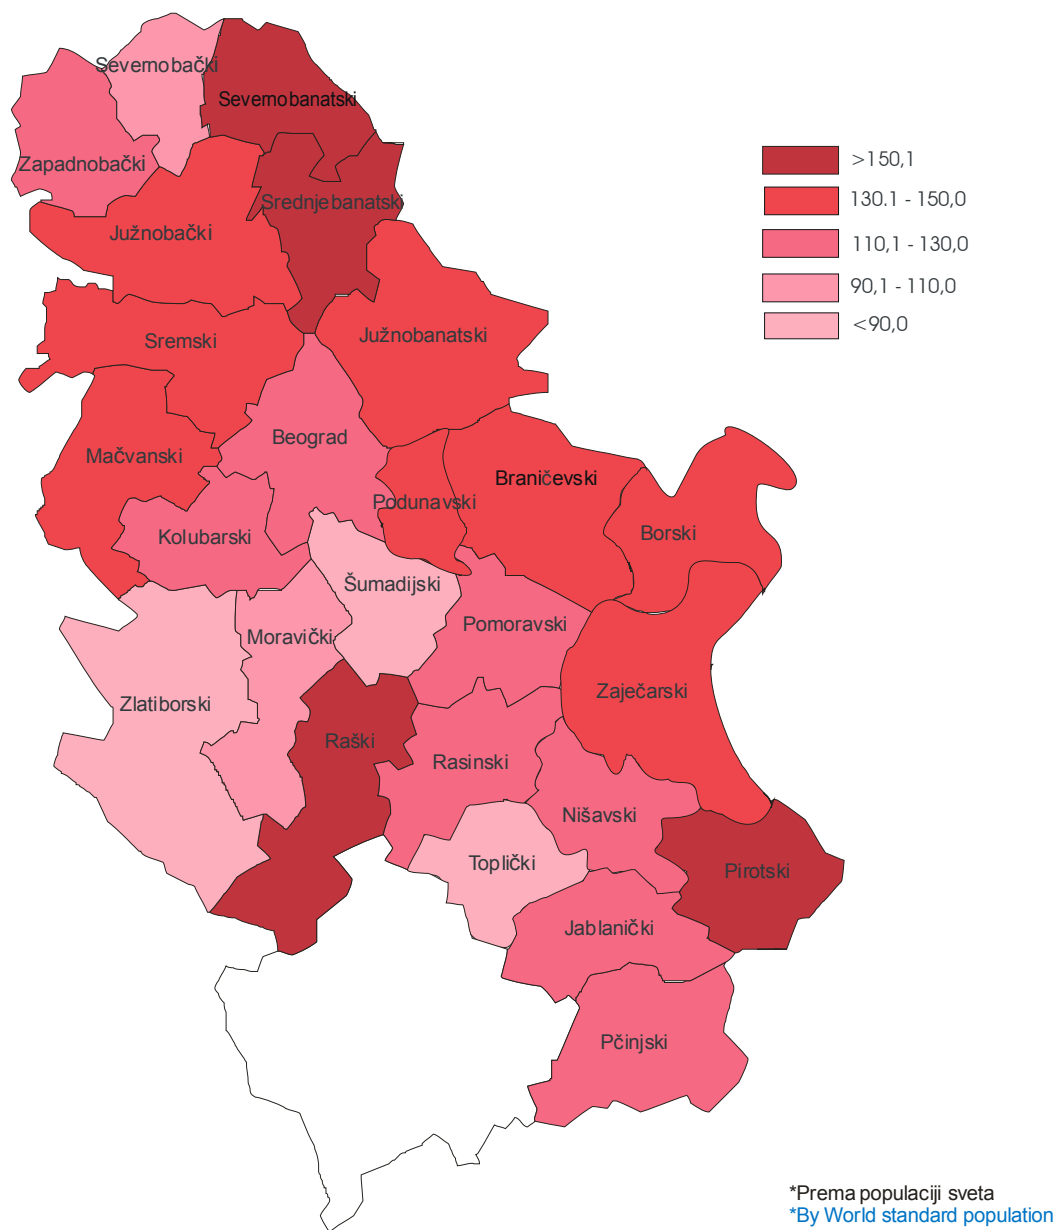 Severnobački
Severnobanatski
Zapadnobački
Srednjebanatski
Južnobački
Sremski
Južnobanatski
Beograd
Mačvanski
Braničevski
Podunavski
Kolubarski
Borski
Šumadijski
Moravički
Pomoravski
Zlatiborski
Zaječarski
Raški
Rasinski
Nišavski
Toplički
Pirotski
Jablanički
Pčinjski
>150,1
130.1 - 150,0
110,1 - 130,0
90,1 - 110,0
<90,0
*Prema populaciji sveta
*By World standard population